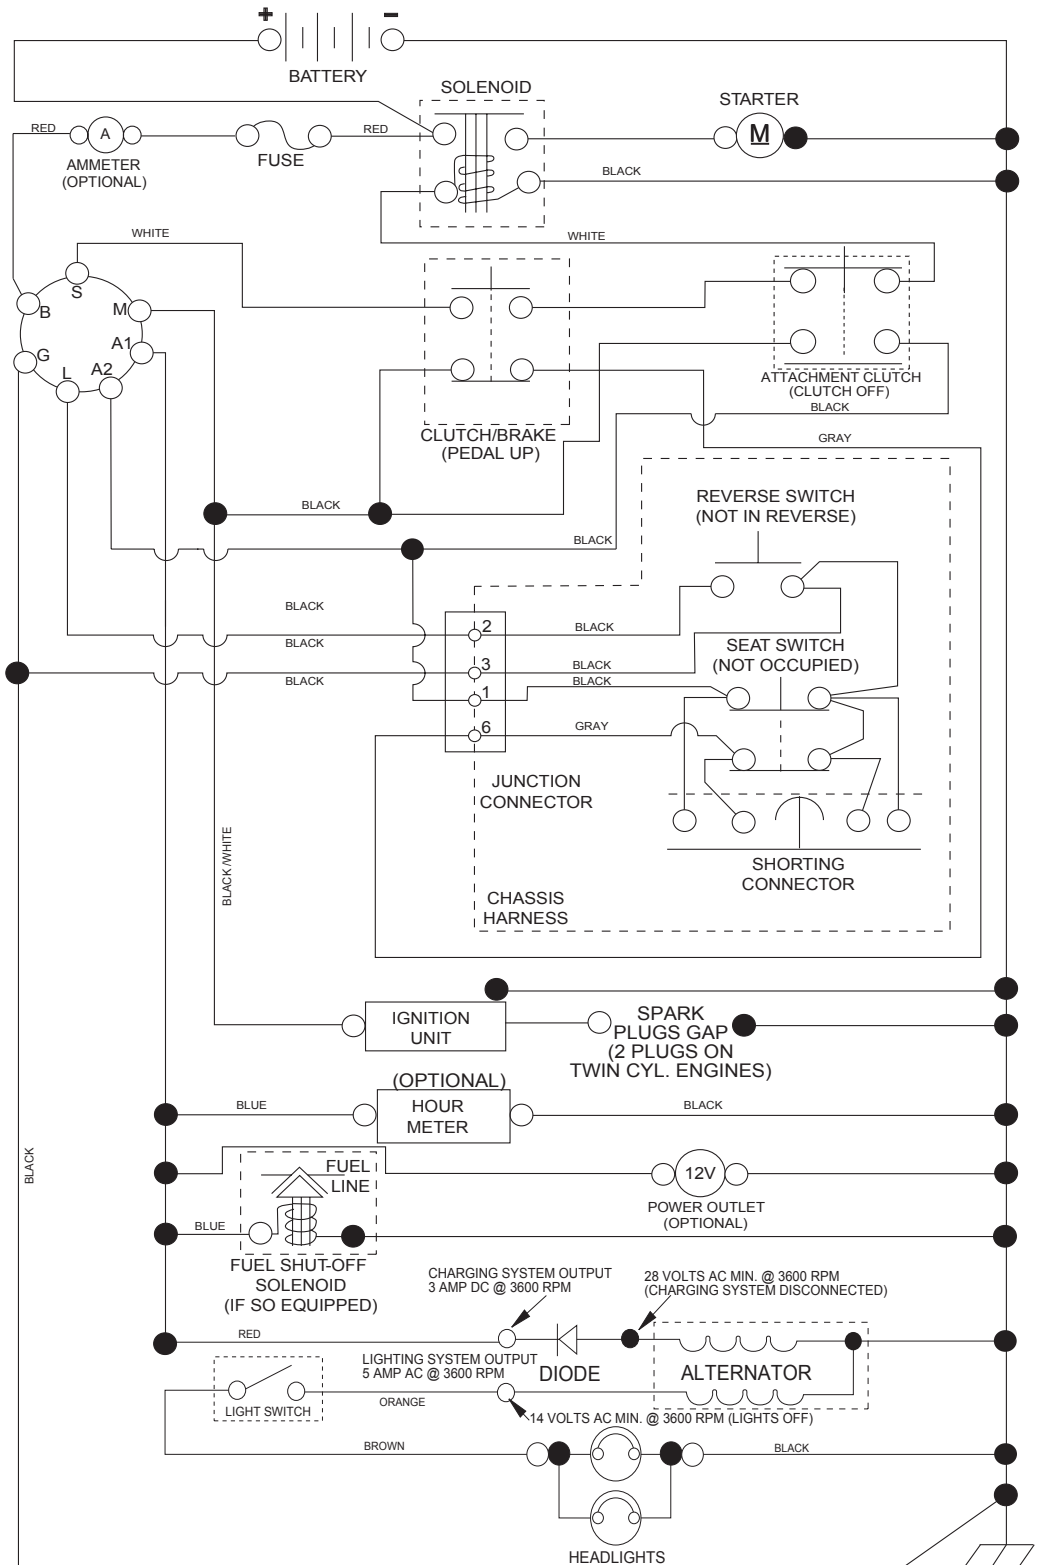 + −
BATTERY
SOLENOID
STARTER
RED
A
RED
M
AMMETER
(OPTIONAL)
FUSE
BLACK
WHITE
WHITE
S
B
M
A1
G
L
A2
ATTACHMENT CLUTCH
(CLUTCH OFF)
BLACK
CLUTCH/BRAKE
(PEDAL UP)
GRAY
BLACK
REVERSE SWITCH
(NOT IN REVERSE)
BLACK
BLACK
2
BLACK
BLACK
SEAT SWITCH
(NOT OCCUPIED)
3
BLACK
BLACK
BLACK
1
6
GRAY
JUNCTION
CONNECTOR
BLACK/WHITE
SHORTING
CONNECTOR
CHASSIS
HARNESS
IGNITION
UNIT
SPARK
PLUGS GAP
(2 PLUGS ON
TWIN CYL. ENGINES)
(OPTIONAL)
HOUR
METER
BLUE
BLACK
BLACK
FUEL
LINE
12V
POWER OUTLET
(OPTIONAL)
BLUE
FUEL SHUT-OFF
SOLENOID
(IF SO EQUIPPED)
CHARGING SYSTEM OUTPUT
3 AMP DC @ 3600 RPM
28 VOLTS AC MIN. @ 3600 RPM
(CHARGING SYSTEM DISCONNECTED)
RED
LIGHTING SYSTEM OUTPUT
5 AMP AC @ 3600 RPM
DIODE
ALTERNATOR
LIGHT SWITCH
ORANGE
14 VOLTS AC MIN. @ 3600 RPM (LIGHTS OFF)
BROWN
BLACK
HEADLIGHTS